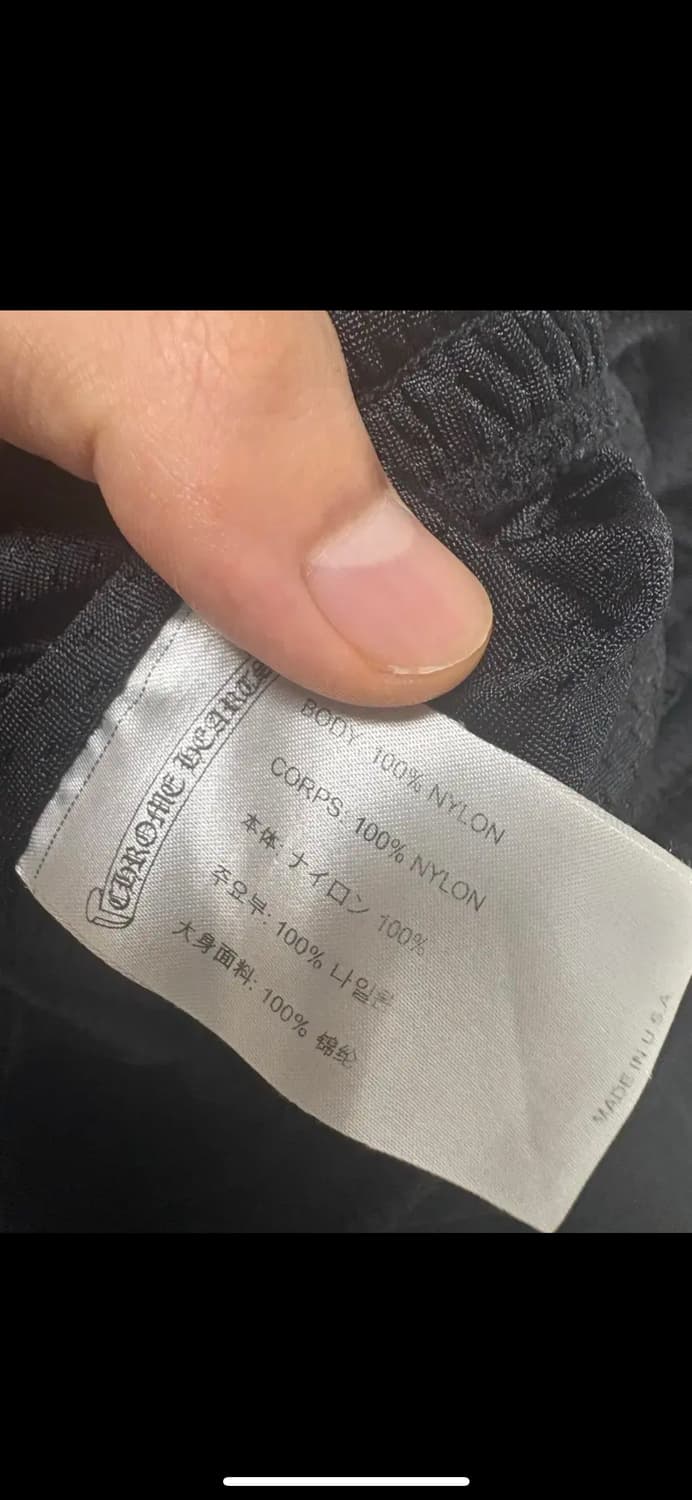 CHROME HEARTS
BODY: 100% NYLON
CORPS: 100% NYLON
本体: ナイロン 100%
주요부: 100% 나일론
大身面料: 100% 锦纶
MADE IN U.S.A